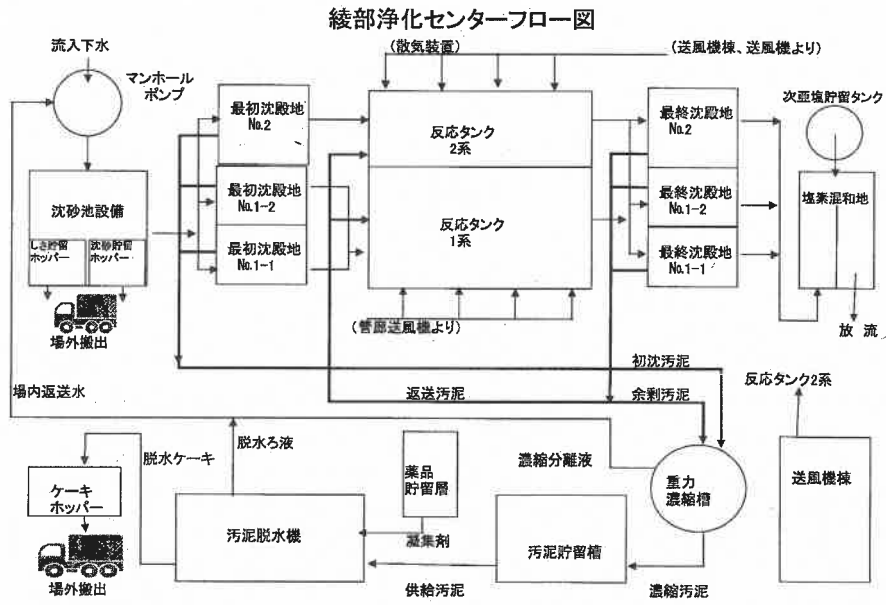 綾部浄化センターフロー図
流入下水
マンホール
ポンプ
(散気装置)
(送風機棟、送風機より)
最初沈殿地
No.2
最初沈殿地
No.1-2
最初沈殿地
No.1-1
反応タンク
2系
反応タンク
1系
最終沈殿地
No.2
最終沈殿地
No.1-2
最終沈殿地
No.1-1
次亜塩貯留タンク
塩素混和地
沈砂池設備
しさ貯留
ホッパー
沈砂貯留
ホッパー
場外搬出
(管廊送風機より)
放 流
初沈汚泥
場内返送水
返送汚泥
余剰汚泥
反応タンク2系
脱水ケーキ
脱水ろ液
薬品
貯留層
濃縮分離液
重力
濃縮槽
送風機棟
ケーキ
ホッパー
汚泥脱水機
凝集剤
汚泥貯留槽
場外搬出
供給汚泥
濃縮汚泥